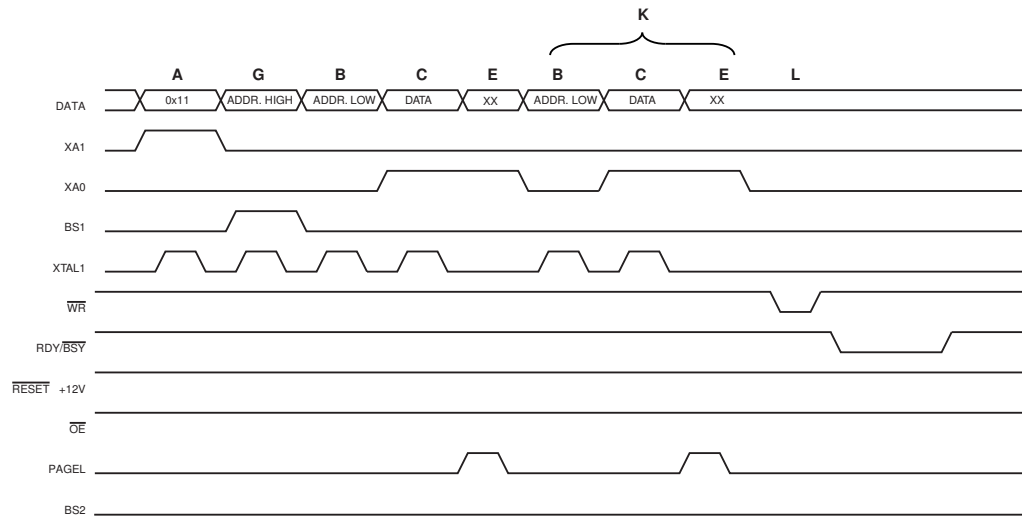 K
A G B C E B C E L
DATA 0x11 ADDR. HIGH ADDR. LOW DATA XX ADDR. LOW DATA XX
XA1
XA0
BS1
XTAL1
WR
RDY/BSY
RESET +12V
OE
PAGEL
BS2